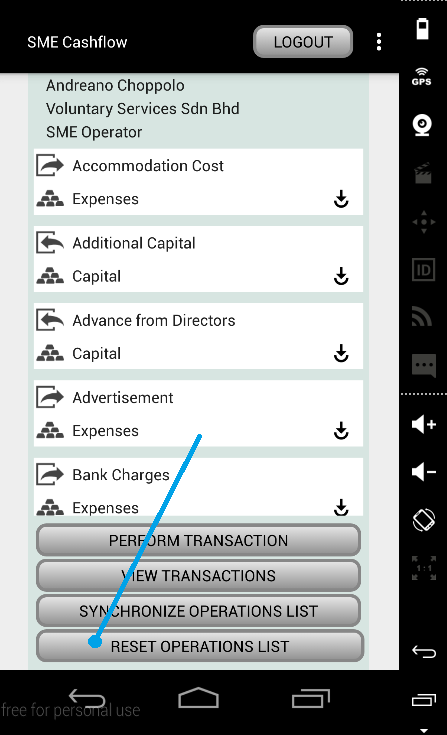 SME Cashflow
LOGOUT
GPS
Andreano Choppolo
Voluntary Services Sdn Bhd
SME Operator
Accommodation Cost
Expenses
Additional Capital
Capital
Advance from Directors
Capital
Advertisement
Expenses
Bank Charges
Expenses
PERFORM TRANSACTION
VIEW TRANSACTIONS
SYNCHRONIZE OPERATIONS LIST
RESET OPERATIONS LIST
free for personal use
ID
1:1